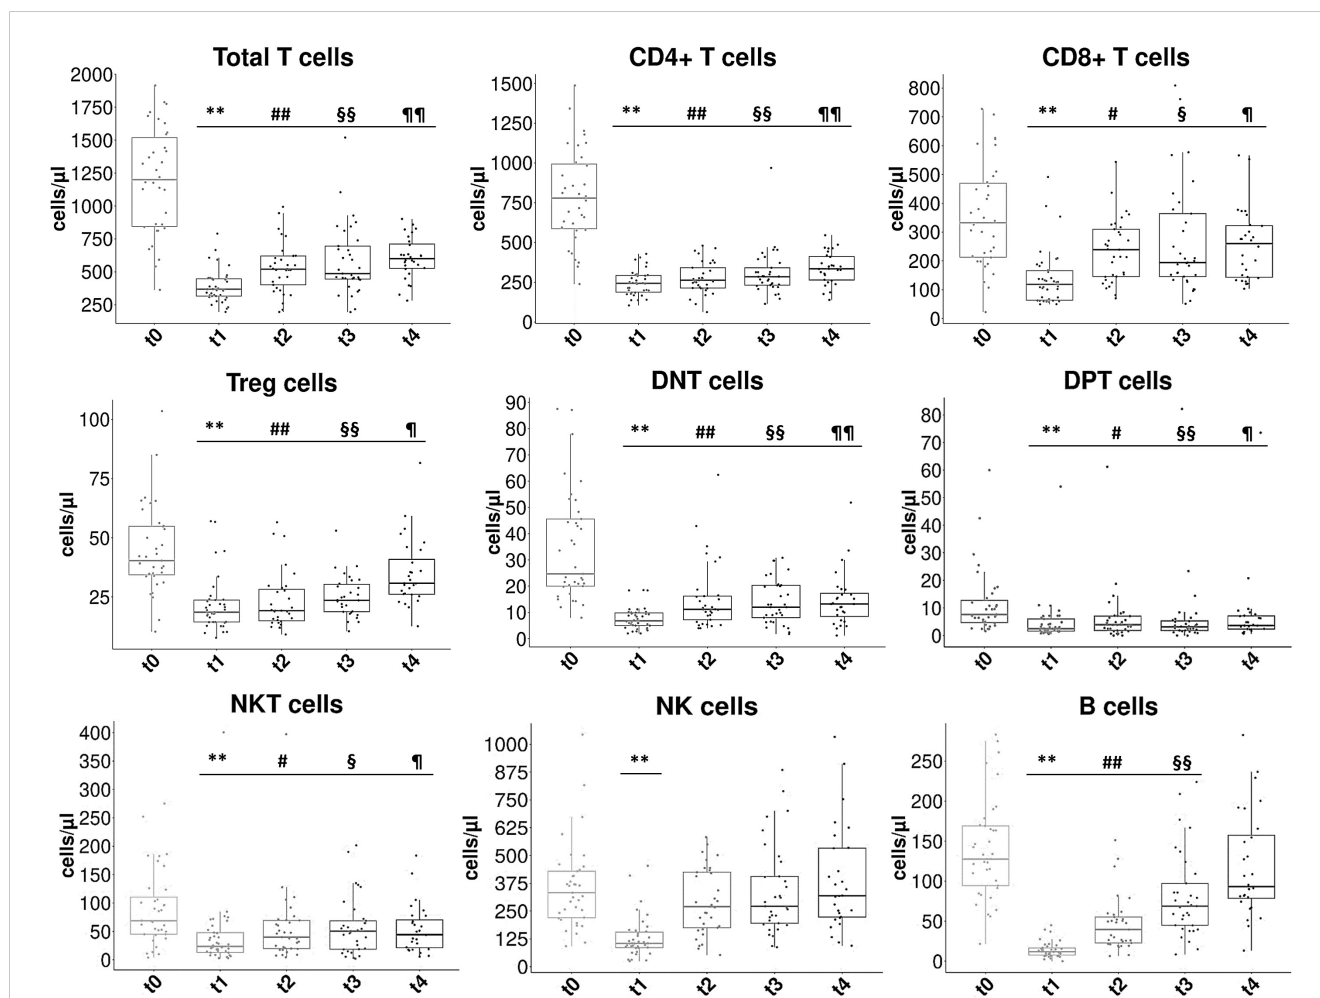 Total T cells
CD4+ T cells
CD8+ T cells
cells/µl
2000
1750
1500
1250
1000
750
500
250
** ## §§ ¶¶
t0 t1 t2 t3 t4
cells/µl
1500
1250
1000
750
500
250
0
** ## §§ ¶¶
t0 t1 t2 t3 t4
cells/µl
800
700
600
500
400
300
200
100
0
** # § ¶
t0 t1 t2 t3 t4
Treg cells
DNT cells
DPT cells
cells/µl
100
75
50
25
** ## §§ ¶
t0 t1 t2 t3 t4
cells/µl
90
80
70
60
50
40
30
20
10
0
** ## §§ ¶¶
t0 t1 t2 t3 t4
cells/µl
80
70
60
50
40
30
20
10
0
** # §§ ¶
t0 t1 t2 t3 t4
NKT cells
NK cells
B cells
cells/µl
400
350
300
250
200
150
100
50
0
** # § ¶
t0 t1 t2 t3 t4
cells/µl
1000
875
750
625
500
375
250
125
0
**
t0 t1 t2 t3 t4
cells/µl
250
200
150
100
50
0
** ## §§
t0 t1 t2 t3 t4